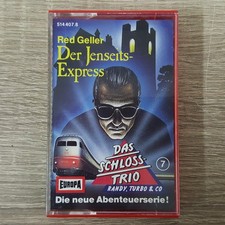 514 407.8
Red Geller
Der Jenseits-
Express
DAS
SCHLOSS-
TRIO
7
RANDY, TURBO & CO
EUROPA
Die neue Abenteuerserie!